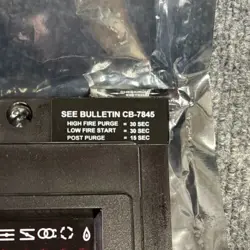 SEE BULLETIN CB-7845
HIGH FIRE PURGE = 30 SEC
LOW FIRE START = 30 SEC
POST PURGE = 15 SEC